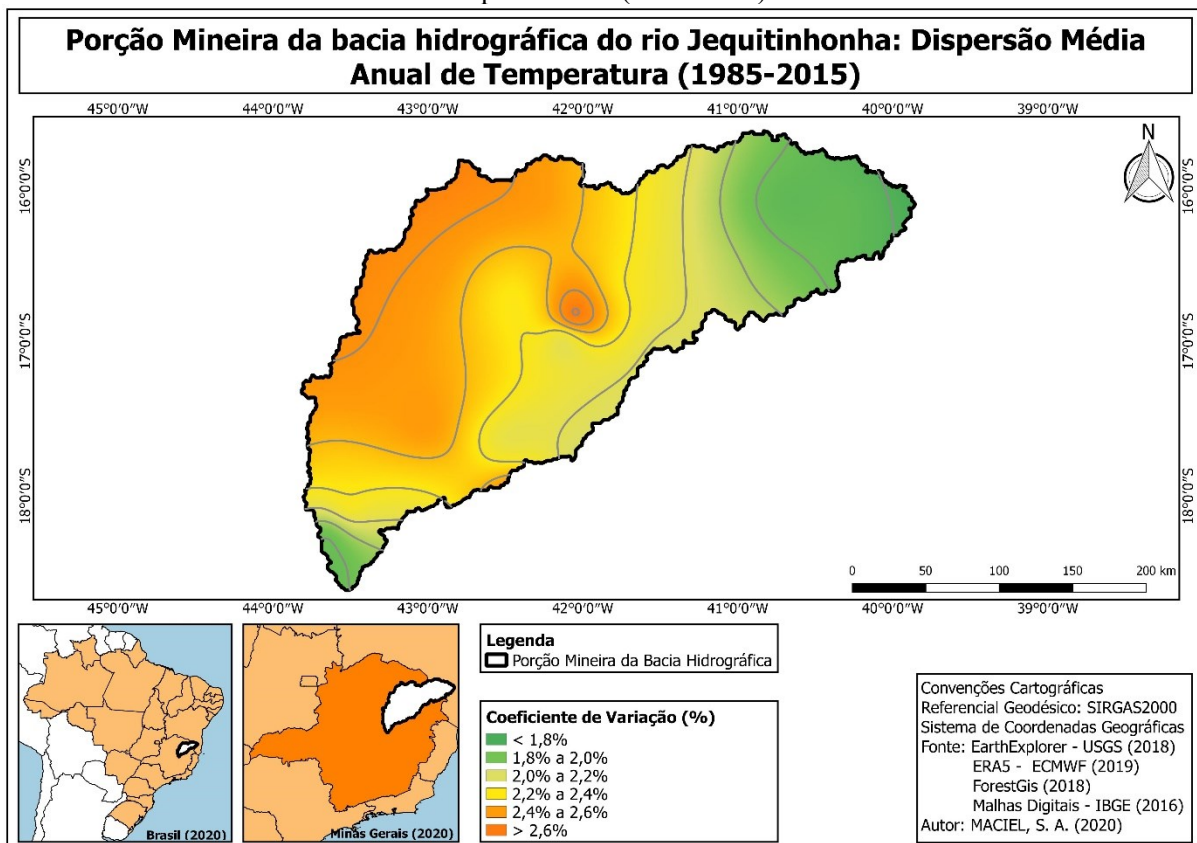 Porção Mineira da bacia hidrográfica do rio Jequitinhonha: Dispersão Média
Anual de Temperatura (1985-2015)
45°0'0"W 44°0'0"W 43°0'0"W 42°0'0"W 41°0'0"W 40°0'0"W 39°0'0"W
N
16°0'0"S 16°0'0"S
17°0'0"S 17°0'0"S
18°0'0"S 18°0'0"S
0 50 100 150 200 km
45°0'0"W 44°0'0"W 43°0'0"W 42°0'0"W 41°0'0"W 40°0'0"W 39°0'0"W
Brasil (2020)
Minas Gerais (2020)
Legenda
Porção Mineira da Bacia Hidrográfica
Coeficiente de Variação (%)
< 1,8%
1,8% a 2,0%
2,0% a 2,2%
2,2% a 2,4%
2,4% a 2,6%
> 2,6%
Convenções Cartográficas
Referencial Geodésico: SIRGAS2000
Sistema de Coordenadas Geográficas
Fonte: EarthExplorer - USGS (2018)
ERA5 - ECMWF (2019)
ForestGis (2018)
Malhas Digitais - IBGE (2016)
Autor: MACIEL, S. A. (2020)